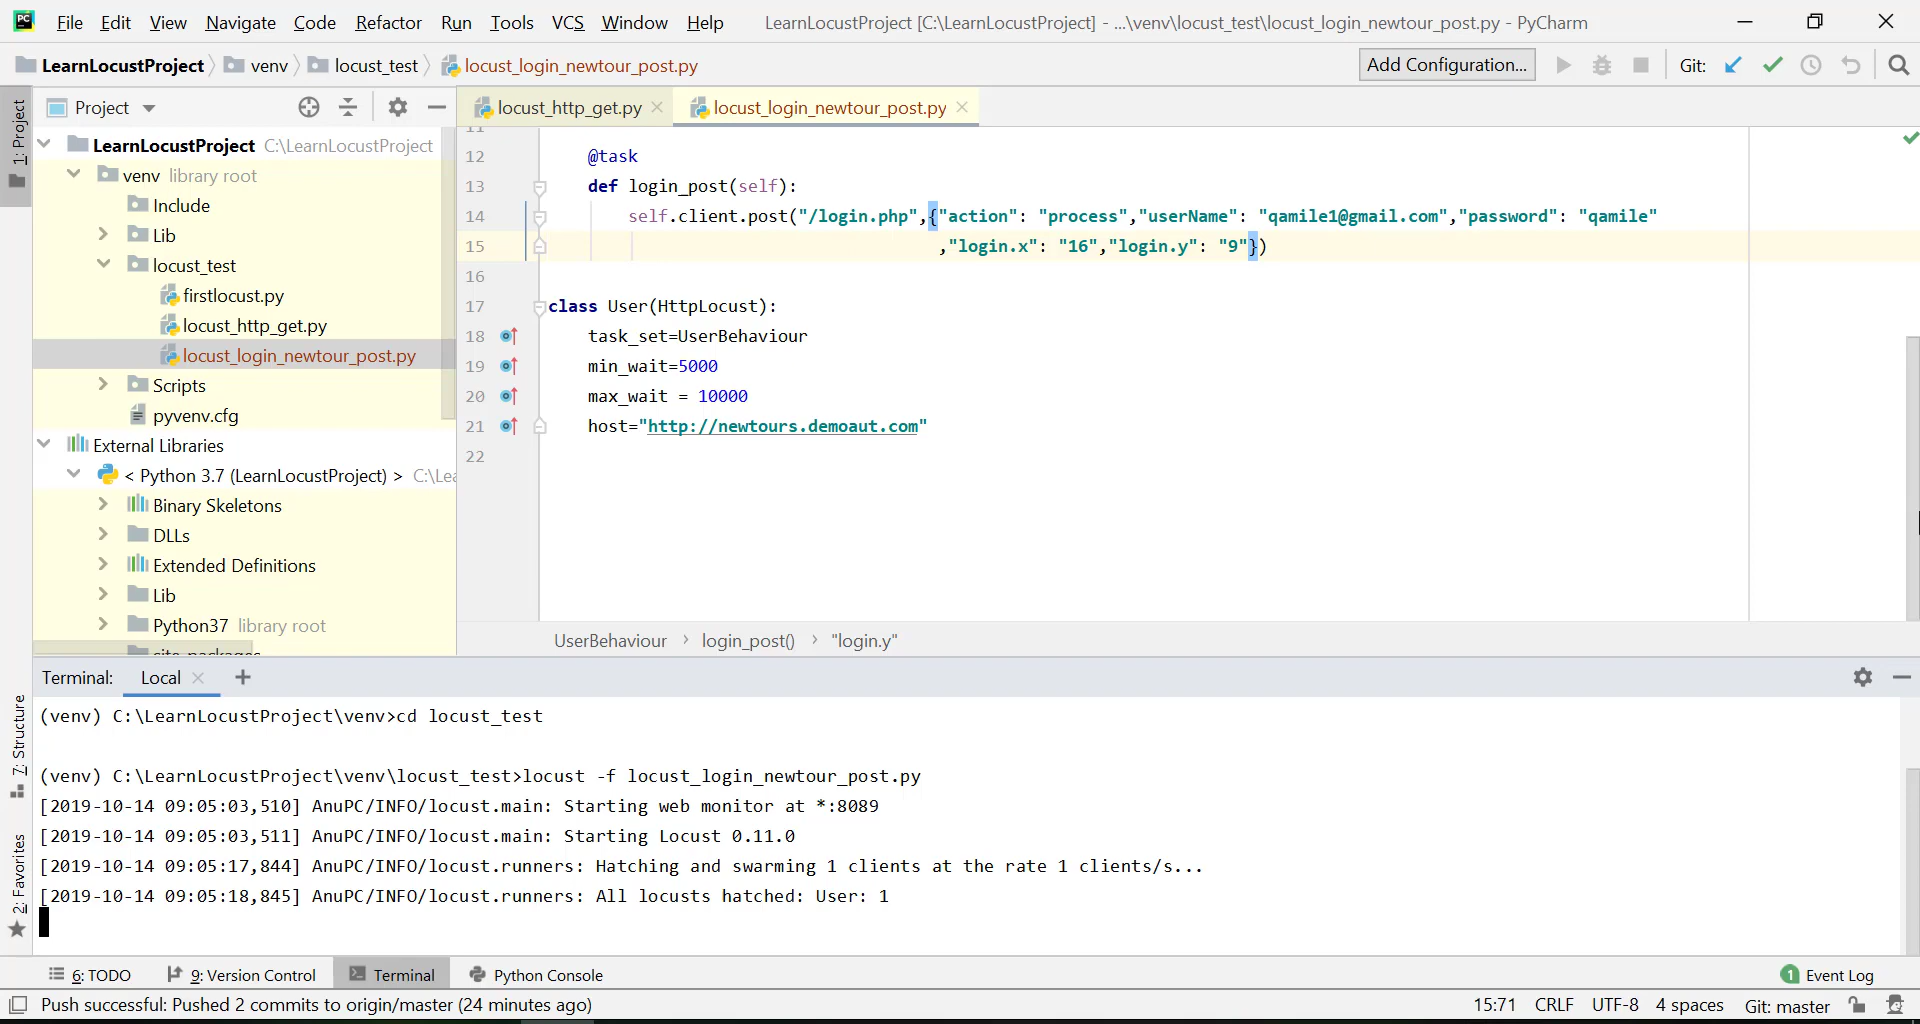 PC File Edit View Navigate Code Refactor Run Tools VCS Window Help LearnLocustProject [C:\LearnLocustProject] - ...\venv\locust_test\locust_login_newtour_post.py - PyCharm
LearnLocustProject venv locust_test locust_login_newtour_post.py Add Configuration... Git:
1: Project
Project locust_http_get.py locust_login_newtour_post.py
LearnLocustProject C:\LearnLocustProject
venv library root
Include
Lib
locust_test
firstlocust.py
locust_http_get.py
locust_login_newtour_post.py
Scripts
pyvenv.cfg
External Libraries
< Python 3.7 (LearnLocustProject) > C:\Lea
Binary Skeletons
DLLs
Extended Definitions
Lib
Python37 library root
site-packages
11
12 @task
13 def login_post(self):
14 self.client.post("/login.php",{"action": "process","userName": "qamile1@gmail.com","password": "qamile"
15 ,"login.x": "16","login.y": "9"})
16
17 class User(HttpLocust):
18 task_set=UserBehaviour
19 min_wait=5000
20 max_wait = 10000
21 host="http://newtours.demoaut.com"
22
UserBehaviour › login_post() › "login.y"
Terminal: Local +
7: Structure
2: Favorites
(venv) C:\LearnLocustProject\venv>cd locust_test
(venv) C:\LearnLocustProject\venv\locust_test>locust -f locust_login_newtour_post.py
[2019-10-14 09:05:03,510] AnuPC/INFO/locust.main: Starting web monitor at *:8089
[2019-10-14 09:05:03,511] AnuPC/INFO/locust.main: Starting Locust 0.11.0
[2019-10-14 09:05:17,844] AnuPC/INFO/locust.runners: Hatching and swarming 1 clients at the rate 1 clients/s...
[2019-10-14 09:05:18,845] AnuPC/INFO/locust.runners: All locusts hatched: User: 1
6: TODO 9: Version Control Terminal Python Console 1 Event Log
Push successful: Pushed 2 commits to origin/master (24 minutes ago) 15:71 CRLF UTF-8 4 spaces Git: master